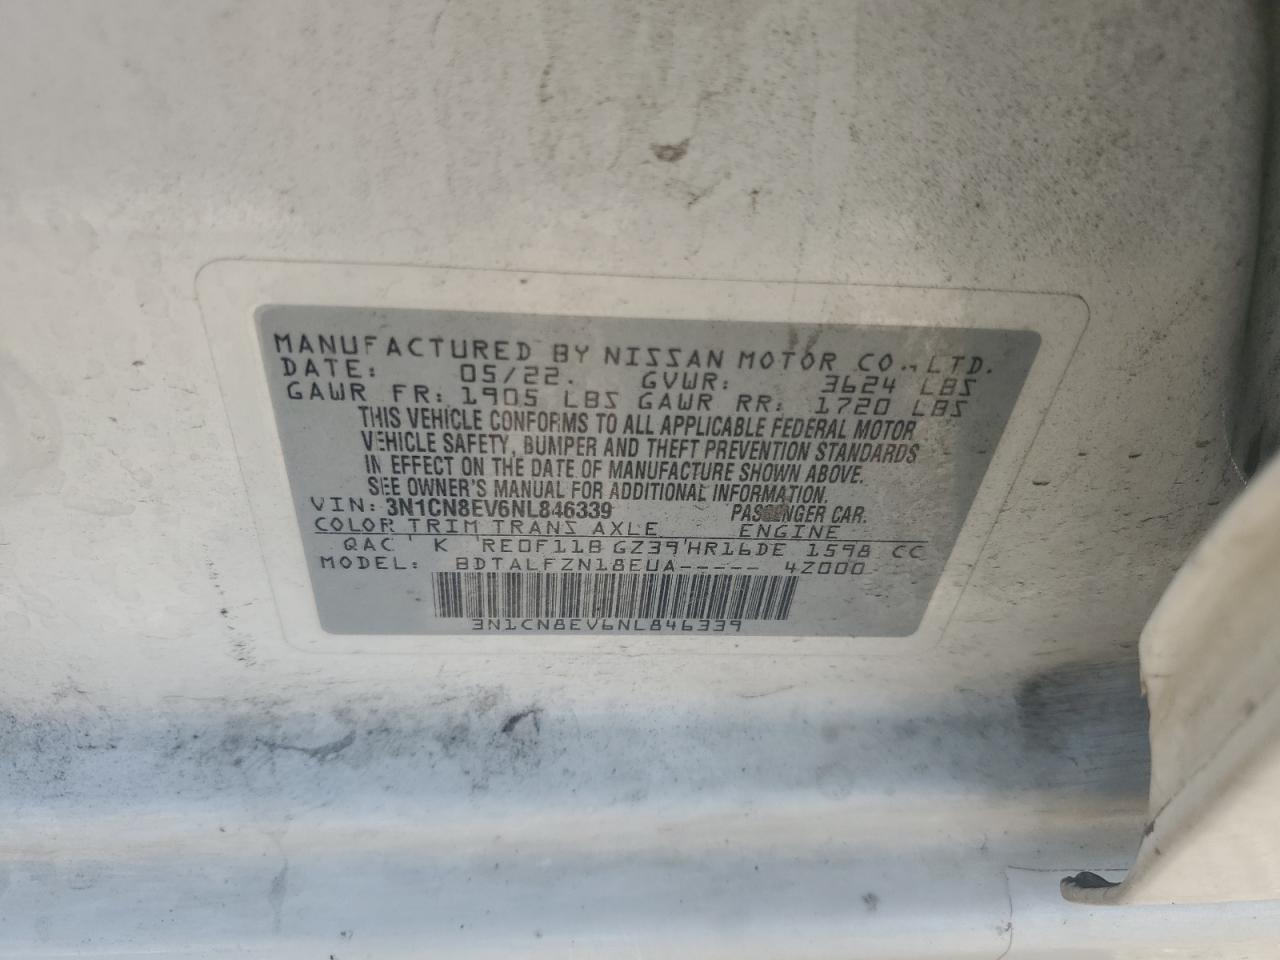 MANUFACTURED BY NISSAN MOTOR CO., LTD.
DATE: 05/22. GVWR: 3624 LBS
GAWR FR: 1905 LBS GAWR RR: 1720 LBS
THIS VEHICLE CONFORMS TO ALL APPLICABLE FEDERAL MOTOR
VEHICLE SAFETY, BUMPER AND THEFT PREVENTION STANDARDS
IN EFFECT ON THE DATE OF MANUFACTURE SHOWN ABOVE.
SEE OWNER'S MANUAL FOR ADDITIONAL INFORMATION.
VIN: 3N1CN8EV6NL846339 PASSENGER CAR.
COLOR TRIM TRANS AXLE ENGINE
QAC K RE0F11B GZ39 HR16DE 1598 CC
MODEL: BDTALFZN18EUA----- 4Z000
3N1CN8EV6NL846339